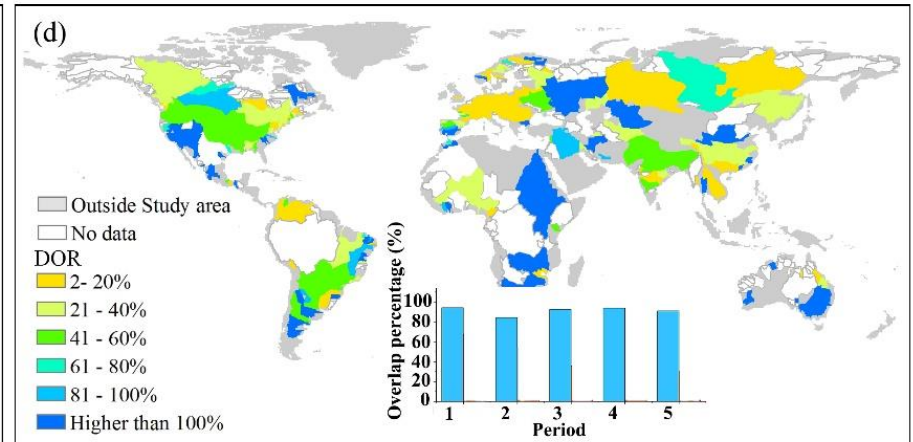 (d)
Outside Study area
No data
DOR
2- 20%
21 - 40%
41 - 60%
61 - 80%
81 - 100%
Higher than 100%
Overlap percentage (%)
100
80
60
40
20
0
1 2 3 4 5
Period